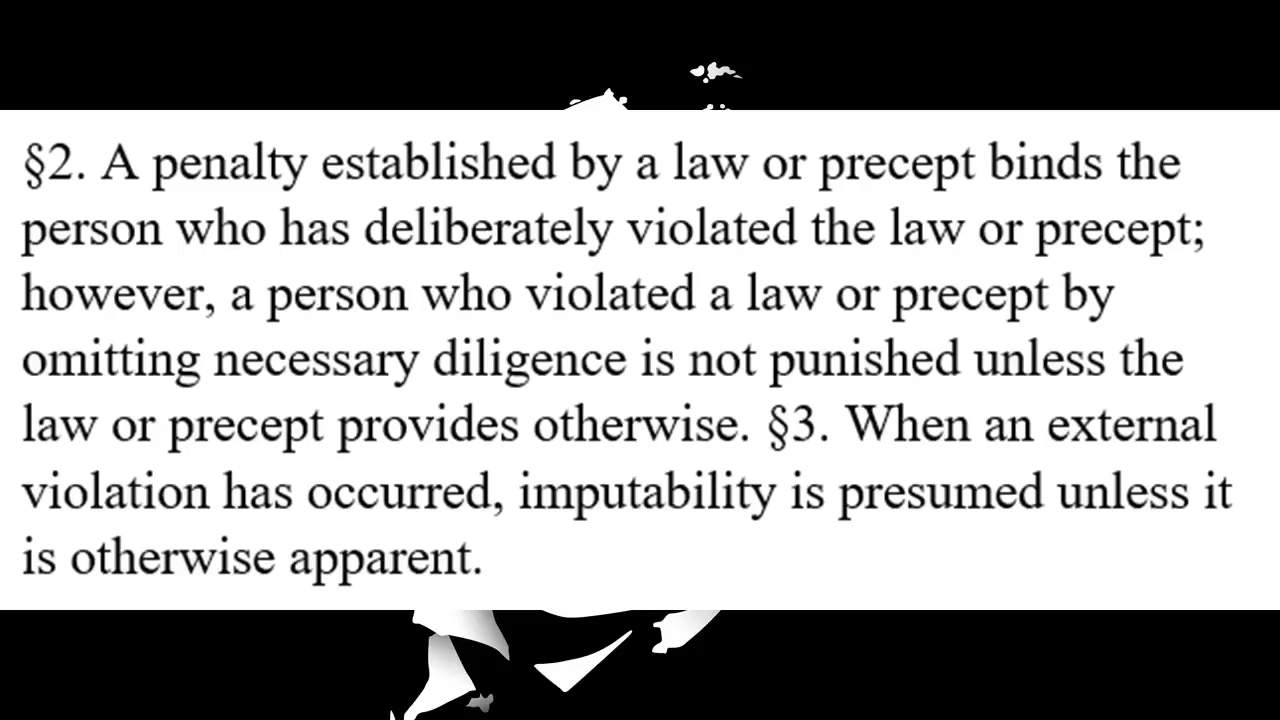 §2. A penalty established by a law or precept binds the
person who has deliberately violated the law or precept;
however, a person who violated a law or precept by
omitting necessary diligence is not punished unless the
law or precept provides otherwise. §3. When an external
violation has occurred, imputability is presumed unless it
is otherwise apparent.